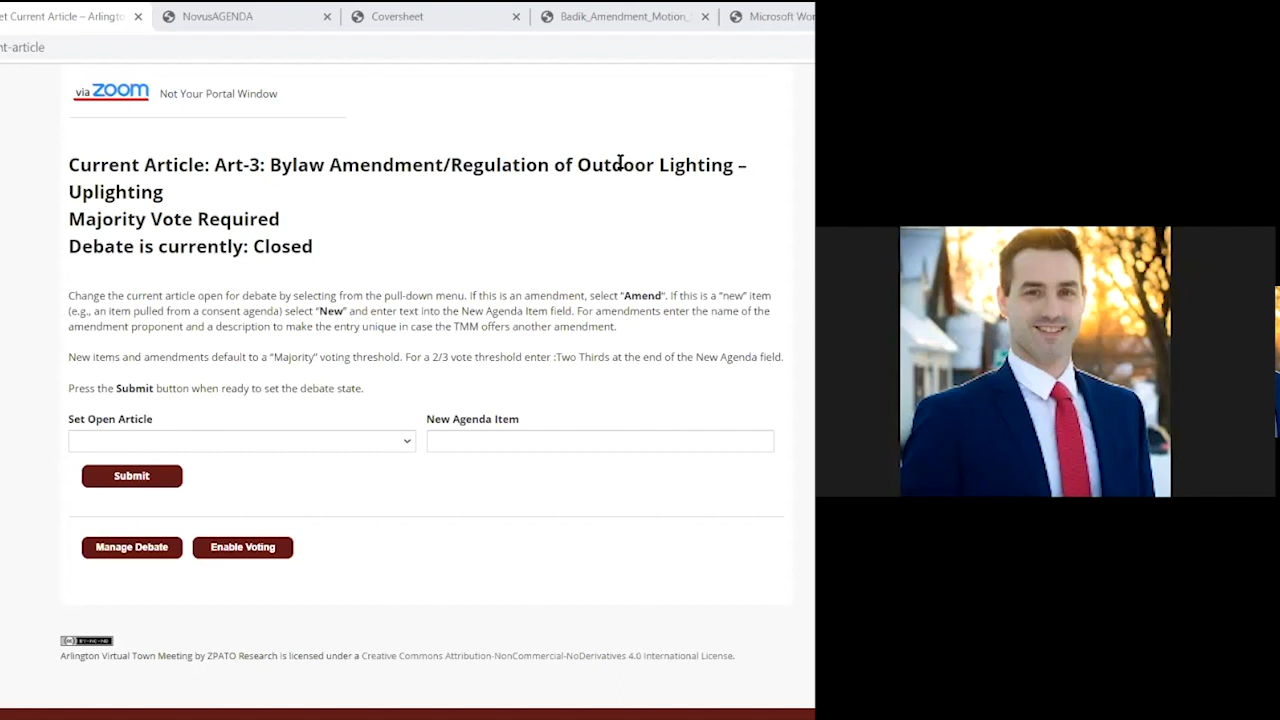 et Current Article – Arlingto
NovusAGENDA
Coversheet
Badik_Amendment_Motion_
Microsoft Wor
nt-article
via zoom Not Your Portal Window
Current Article: Art-3: Bylaw Amendment/Regulation of Outdoor Lighting –
Uplighting
Majority Vote Required
Debate is currently: Closed
Change the current article open for debate by selecting from the pull-down menu. If this is an amendment, select “Amend”. If this is a “new” item
(e.g., an item pulled from a consent agenda) select “New” and enter text into the New Agenda Item field. For amendments enter the name of the
amendment proponent and a description to make the entry unique in case the TMM offers another amendment.
New items and amendments default to a “Majority” voting threshold. For a 2/3 vote threshold enter :Two Thirds at the end of the New Agenda field.
Press the Submit button when ready to set the debate state.
Set Open Article
New Agenda Item
Submit
Manage Debate
Enable Voting
Arlington Virtual Town Meeting by ZPATO Research is licensed under a Creative Commons Attribution-NonCommercial-NoDerivatives 4.0 International License.